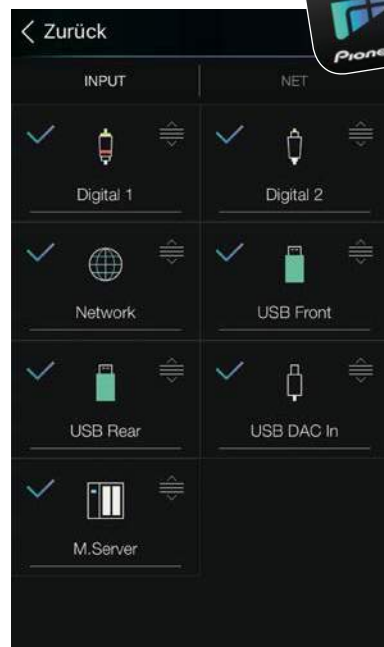 Zurück
INPUT
NET
Digital 1
Digital 2
Network
USB Front
USB Rear
USB DAC In
M.Server